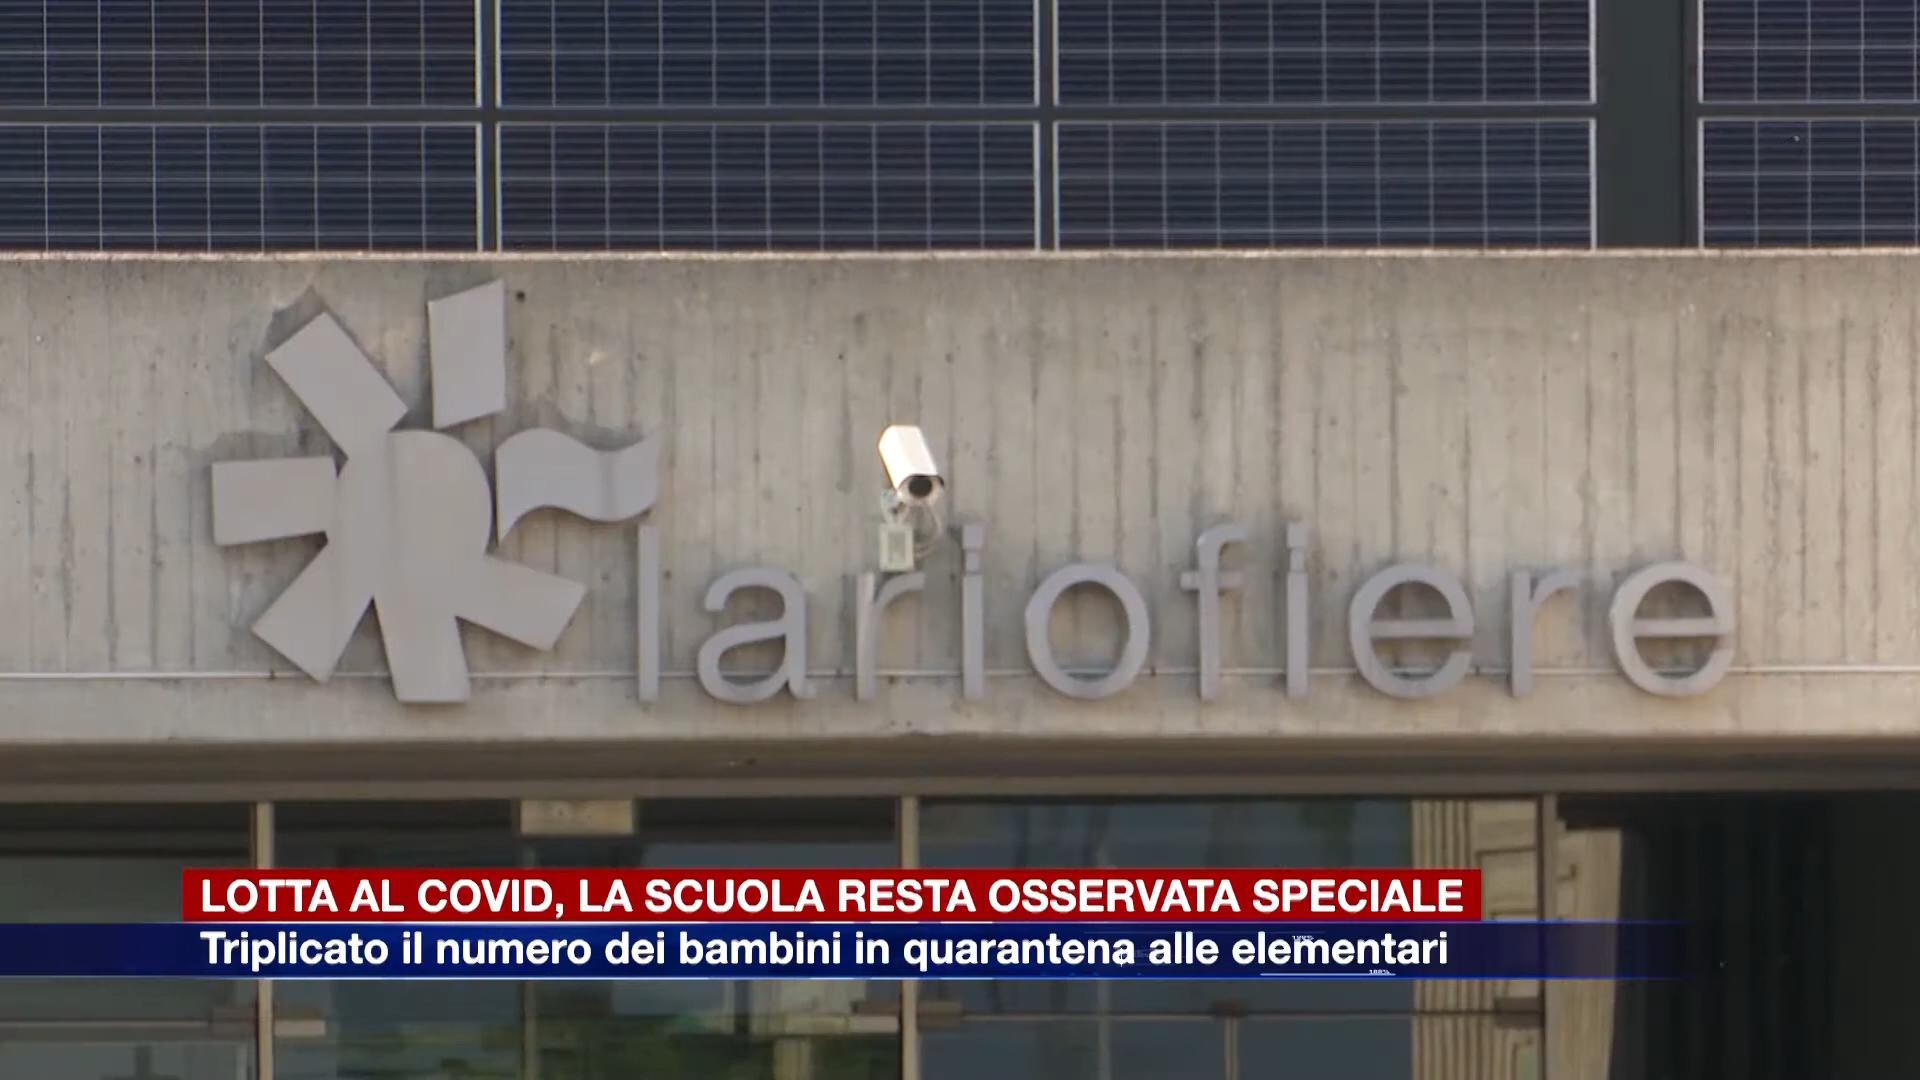 lariofiere
LOTTA AL COVID, LA SCUOLA RESTA OSSERVATA SPECIALE
Triplicato il numero dei bambini in quarantena alle elementari